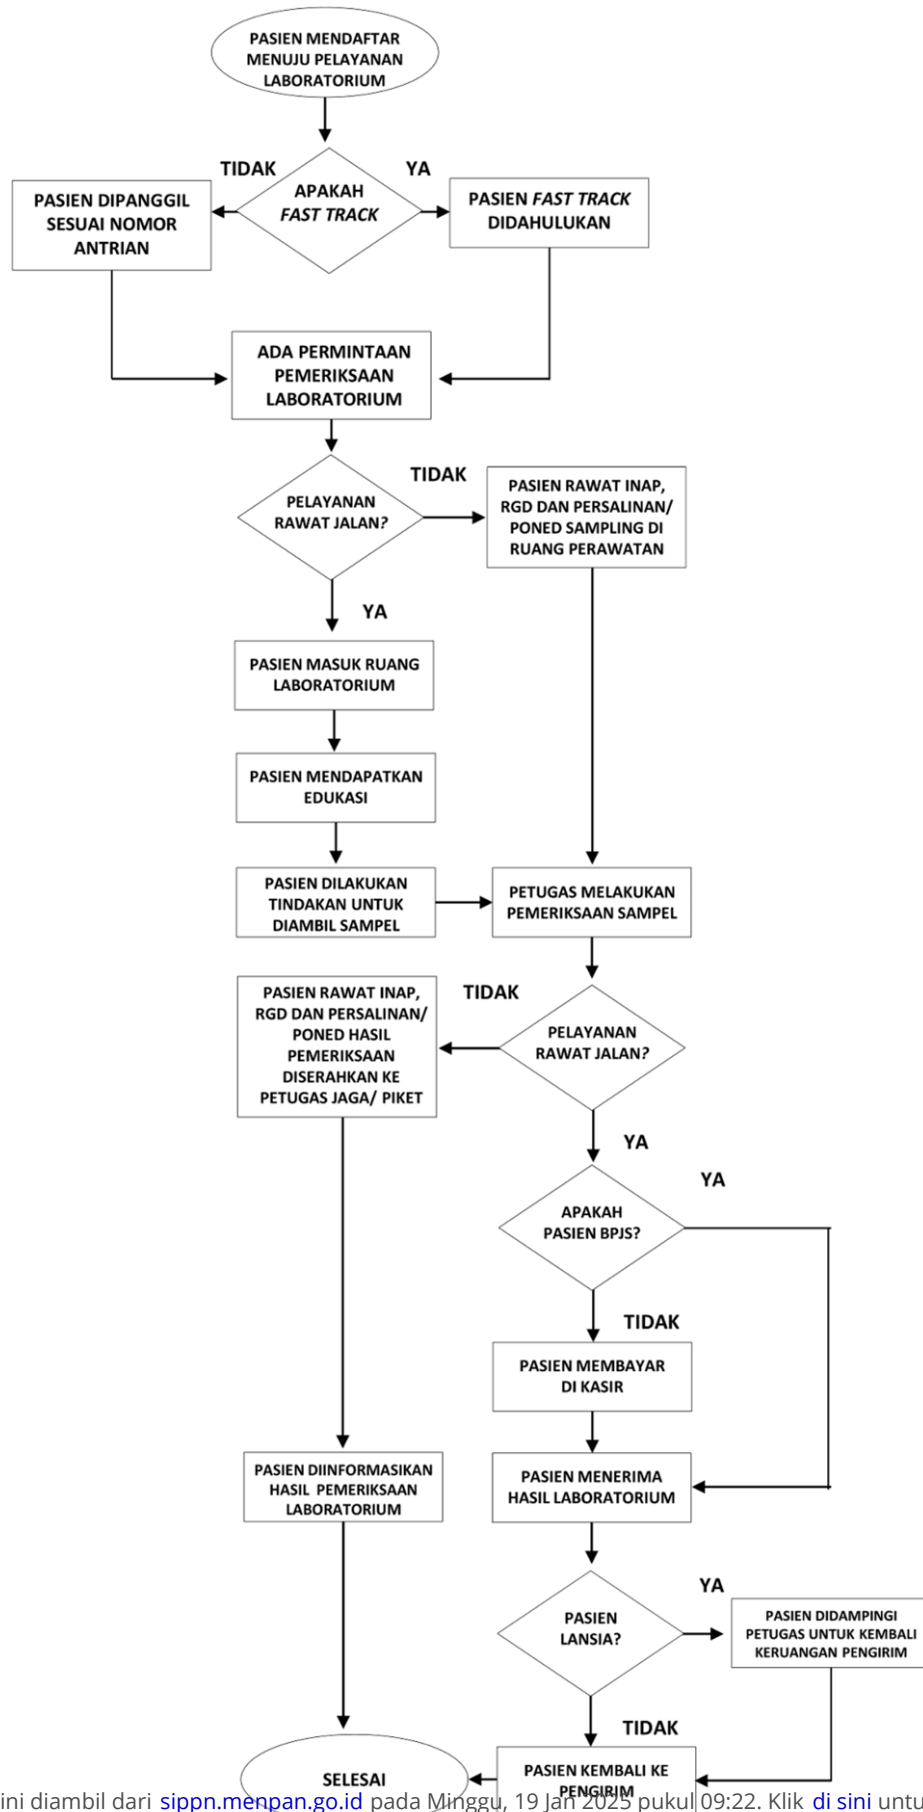 PASIEN MENDAFTAR
MENUJU PELAYANAN
LABORATORIUM
TIDAK
YA
APAKAH
FAST TRACK
PASIEN DIPANGGIL
SESUAI NOMOR
ANTRIAN
PASIEN FAST TRACK
DIDAHULUKAN
ADA PERMINTAAN
PEMERIKSAAN
LABORATORIUM
PELAYANAN
RAWAT JALAN?
TIDAK
PASIEN RAWAT INAP,
RGD DAN PERSALINAN/
PONED SAMPLING DI
RUANG PERAWATAN
YA
PASIEN MASUK RUANG
LABORATORIUM
PASIEN MENDAPATKAN
EDUKASI
PASIEN DILAKUKAN
TINDAKAN UNTUK
DIAMBIL SAMPEL
PETUGAS MELAKUKAN
PEMERIKSAAN SAMPEL
PELAYANAN
RAWAT JALAN?
TIDAK
PASIEN RAWAT INAP,
RGD DAN PERSALINAN/
PONED HASIL
PEMERIKSAAN
DISERAHKAN KE
PETUGAS JAGA/ PIKET
YA
APAKAH
PASIEN BPJS?
YA
TIDAK
PASIEN MEMBAYAR
DI KASIR
PASIEN DIINFORMASIKAN
HASIL PEMERIKSAAN
LABORATORIUM
PASIEN MENERIMA
HASIL LABORATORIUM
PASIEN
LANSIA?
YA
PASIEN DIDAMPINGI
PETUGAS UNTUK KEMBALI
KERUANGAN PENGIRIM
TIDAK
PASIEN KEMBALI KE
PENGIRIM
SELESAI
ini diambil dari sippn.menpan.go.id pada Minggu, 19 Jan 2025 pukul 09:22. Klik di sini untu